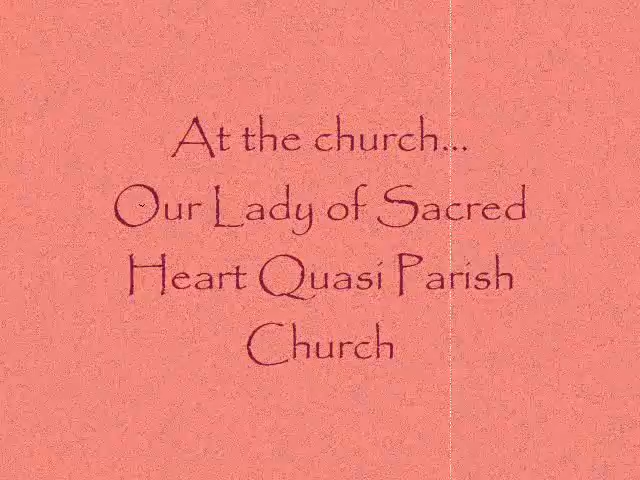 At the church...
Our Lady of Sacred
Heart Quasi Parish
Church